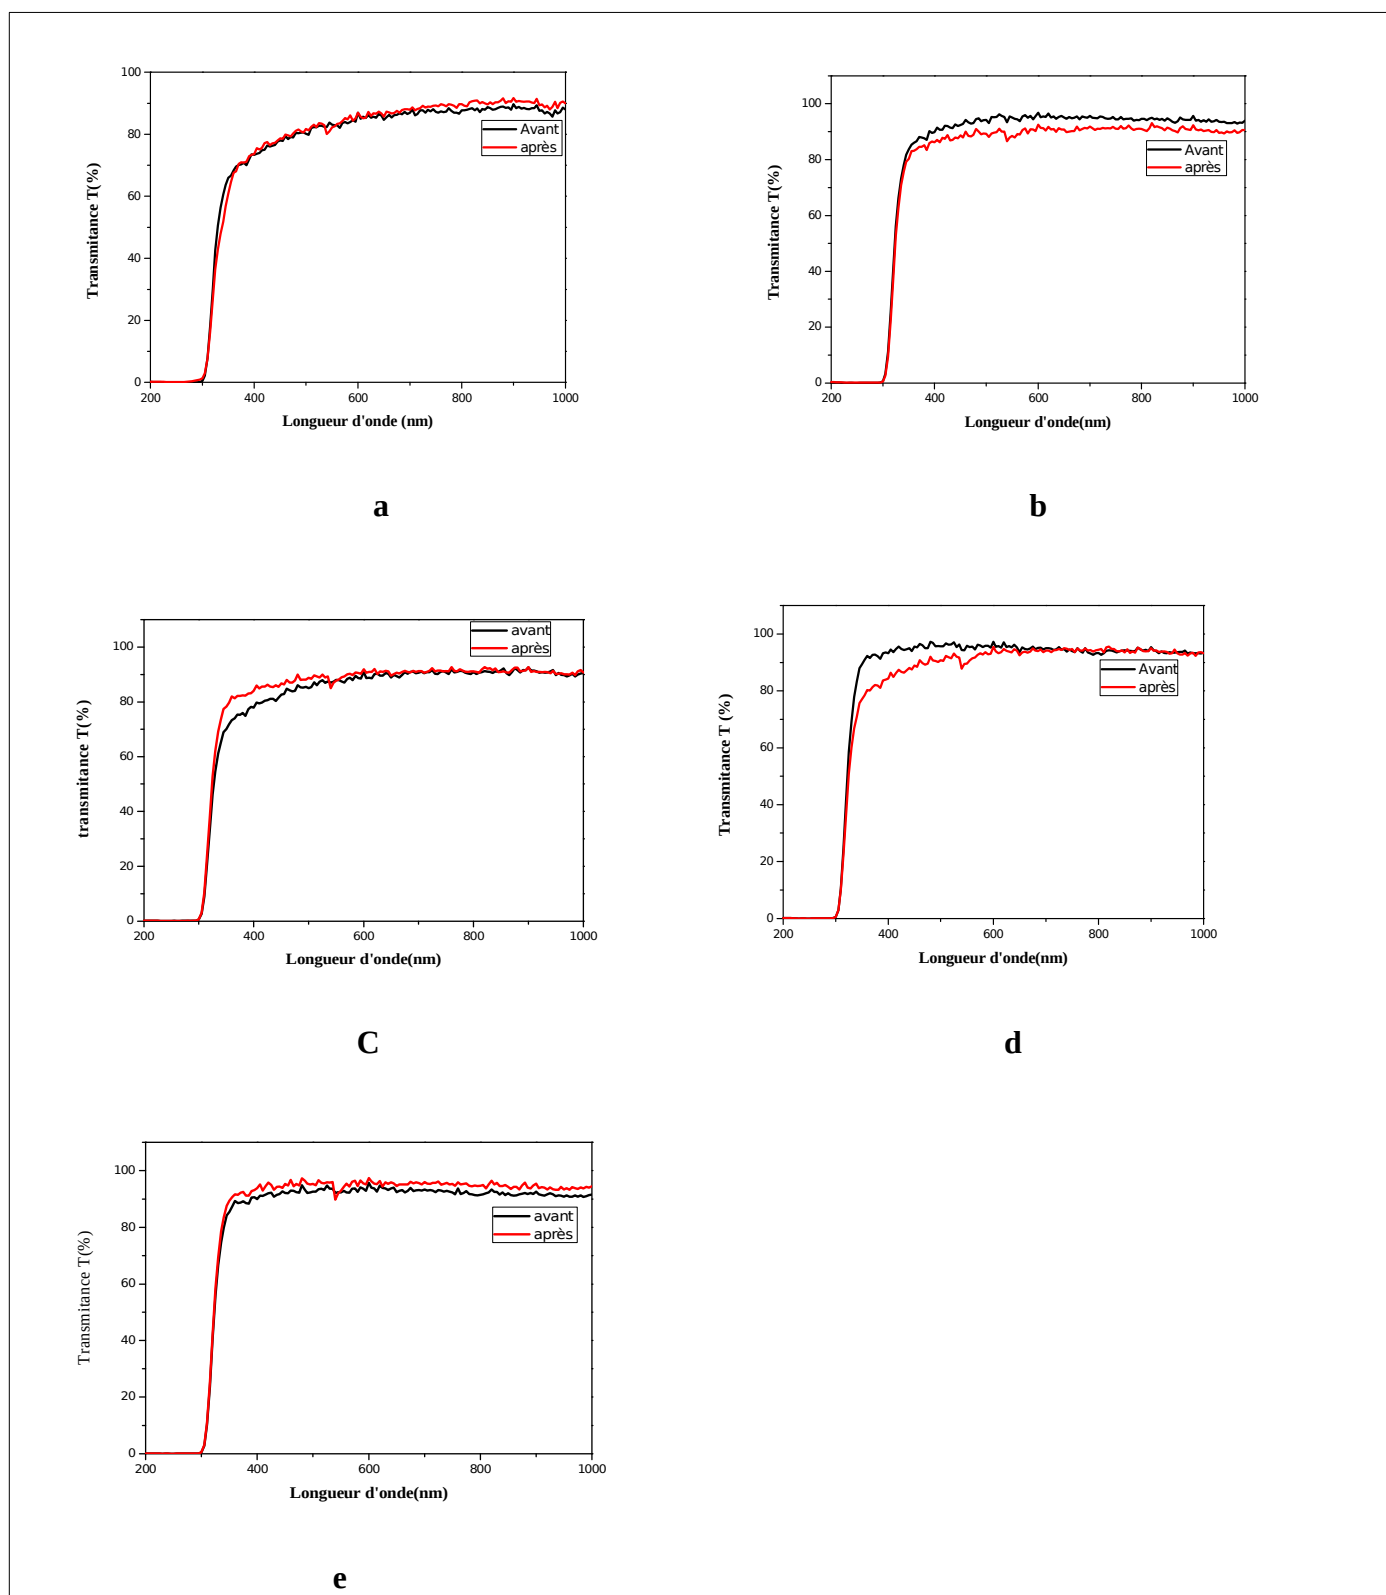 100
80
60
40
20
0
200 400 600 800 1000
Transmitance T(%)
Longueur d'onde (nm)
Avant
après
a
100
80
60
40
20
0
200 400 600 800 1000
Transmitance T(%)
Longueur d'onde(nm)
Avant
après
b
100
80
60
40
20
0
200 400 600 800 1000
transmitance T(%)
Longueur d'onde(nm)
avant
après
C
100
80
60
40
20
0
200 400 600 800 1000
Transmitance T (%)
Longueur d'onde(nm)
Avant
après
d
100
80
60
40
20
0
200 400 600 800 1000
Transmitance T(%)
Longueur d'onde(nm)
avant
après
e